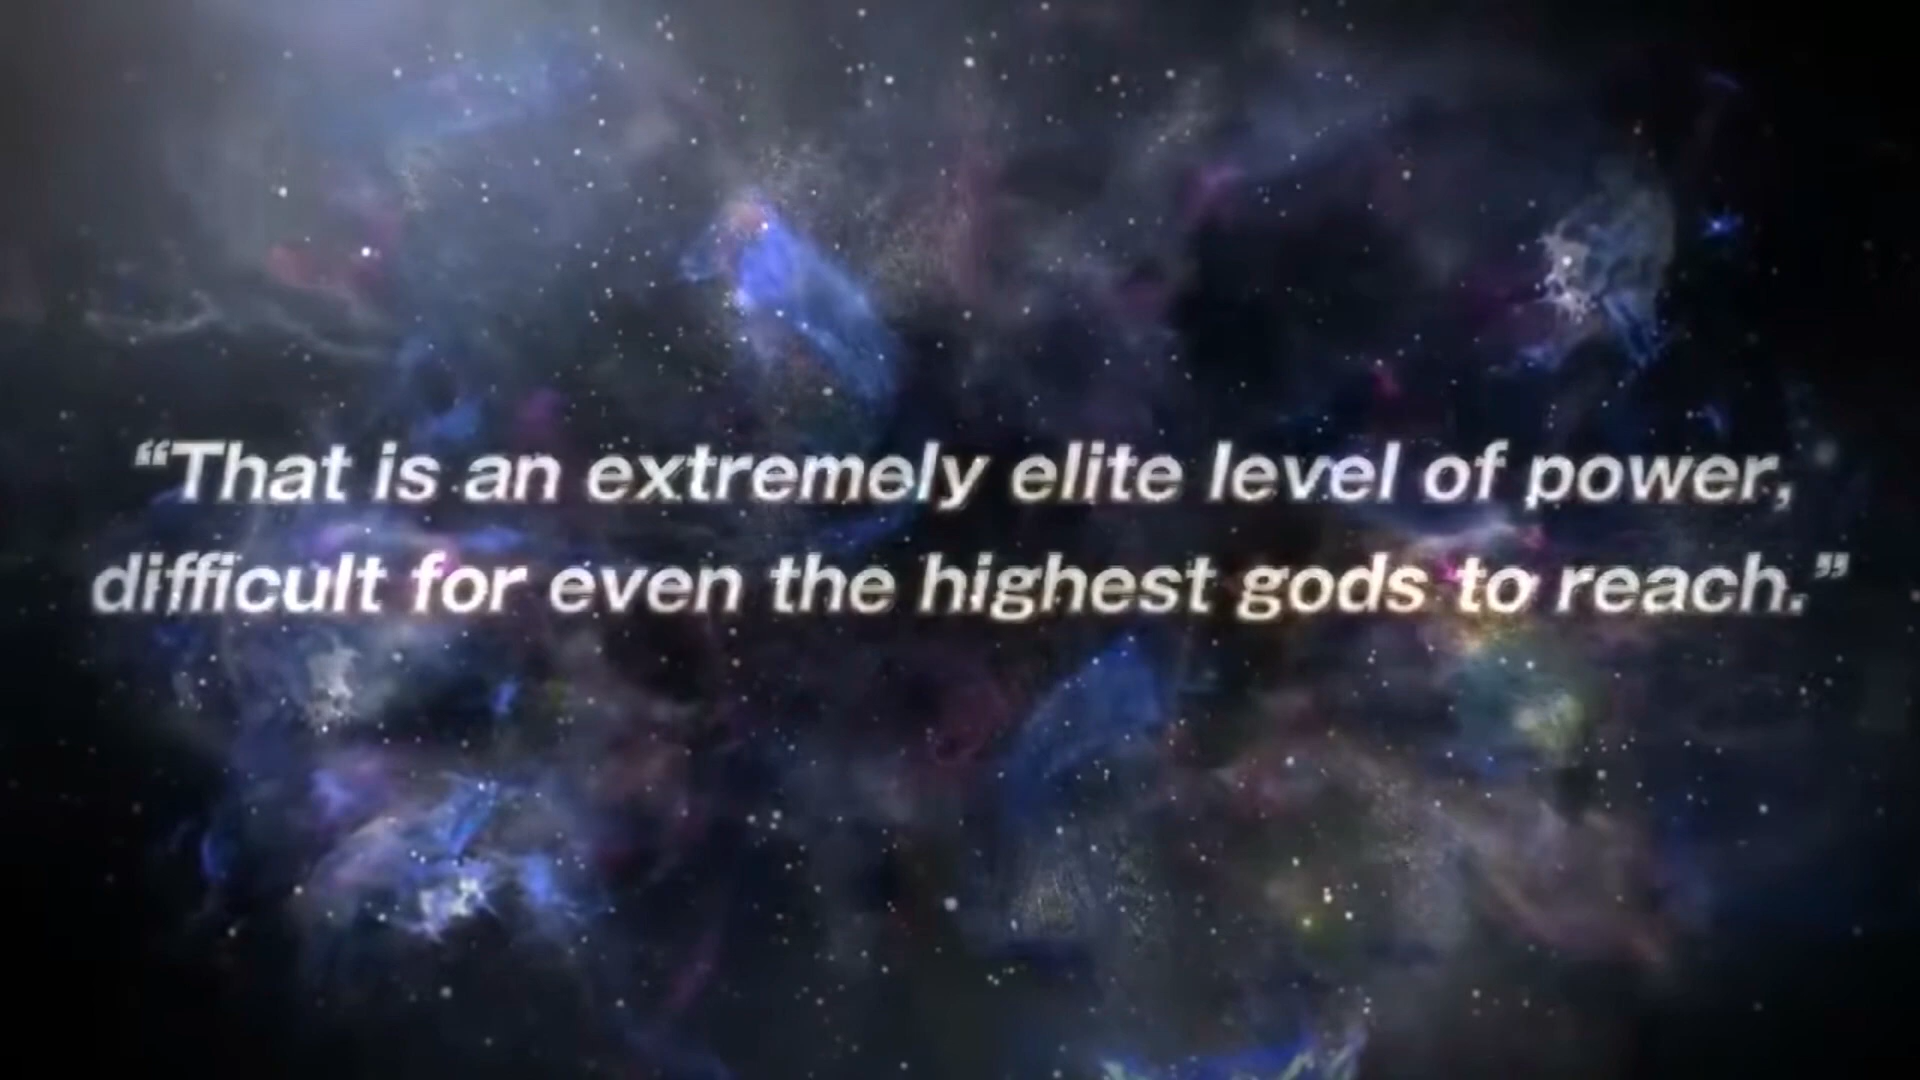 “That is an extremely elite level of power,
difficult for even the highest gods to reach.”